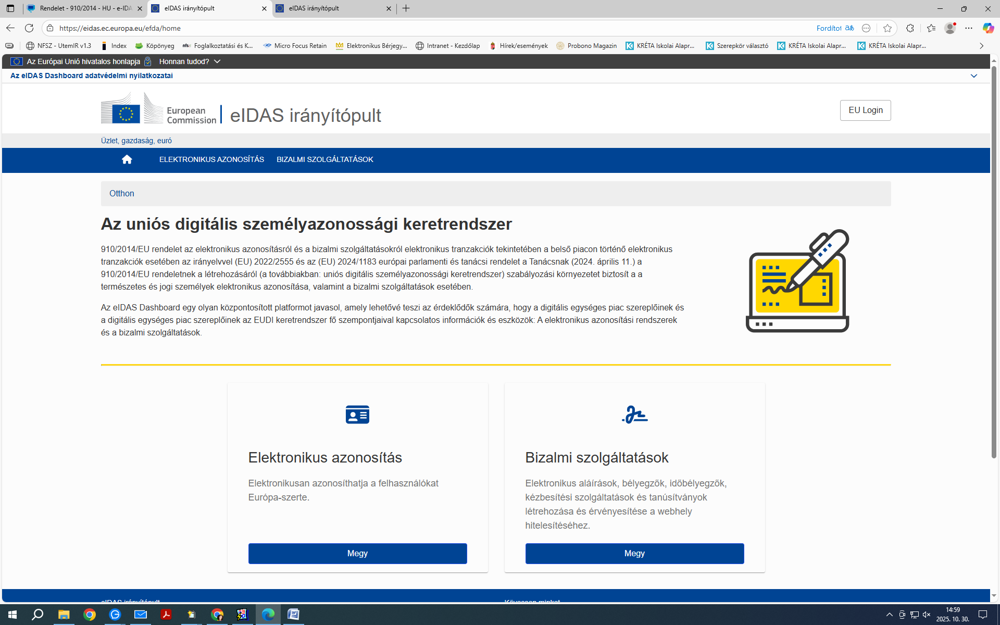 Rendelet - 910/2014 - HU - e-IDA
eIDAS irányítópult
eIDAS irányítópult
https://eidas.ec.europa.eu/efda/home
Fordítot
NFSZ - UtemIR v1.3
Index
Köpönyeg
Foglalkoztatási és K...
Micro Focus Retain
Elektronikus Bérjegy...
Intranet - Kezdőlap
Hírek/események
Probono Magazin
KRÉTA Iskolai Alapr...
Szerepkör választó
KRÉTA Iskolai Alapr...
KRÉTA Iskolai Alapr...
Az Európai Unió hivatalos honlapja
Honnan tudod?
Az eIDAS Dashboard adatvédelmi nyilatkozatai
European
Commission
eIDAS irányítópult
EU Login
Üzlet, gazdaság, euró
ELEKTRONIKUS AZONOSÍTÁS
BIZALMI SZOLGÁLTATÁSOK
Otthon
Az uniós digitális személyazonossági keretrendszer
910/2014/EU rendelet az elektronikus azonosításról és a bizalmi szolgáltatásokról elektronikus tranzakciók tekintetében a belső piacon történő elektronikus
tranzakciók esetében az irányelvvel (EU) 2022/2555 és az (EU) 2024/1183 európai parlamenti és tanácsi rendelet a Tanácsnak (2024. április 11.) a
910/2014/EU rendeletnek a létrehozásáról (a továbbiakban: uniós digitális személyazonossági keretrendszer) szabályozási környezetet biztosít a a
természetes és jogi személyek elektronikus azonosítása, valamint a bizalmi szolgáltatások esetében.
Az eIDAS Dashboard egy olyan központosított platformot javasol, amely lehetővé teszi az érdeklődők számára, hogy a digitális egységes piac szereplőinek és
a digitális egységes piac szereplőinek az EUDI keretrendszer fő szempontjaival kapcsolatos információk és eszközök: A elektronikus azonosítási rendszerek
és a bizalmi szolgáltatások.
Elektronikus azonosítás
Elektronikusan azonosíthatja a felhasználókat
Európa-szerte.
Megy
Bizalmi szolgáltatások
Elektronikus aláírások, bélyegzők, időbélyegzők,
kézbesítési szolgáltatások és tanúsítványok
létrehozása és érvényesítése a webhely
hitelesítéséhez.
Megy
eIDAS irányítópult
Kövessen minket
14:59
2025. 10. 30.